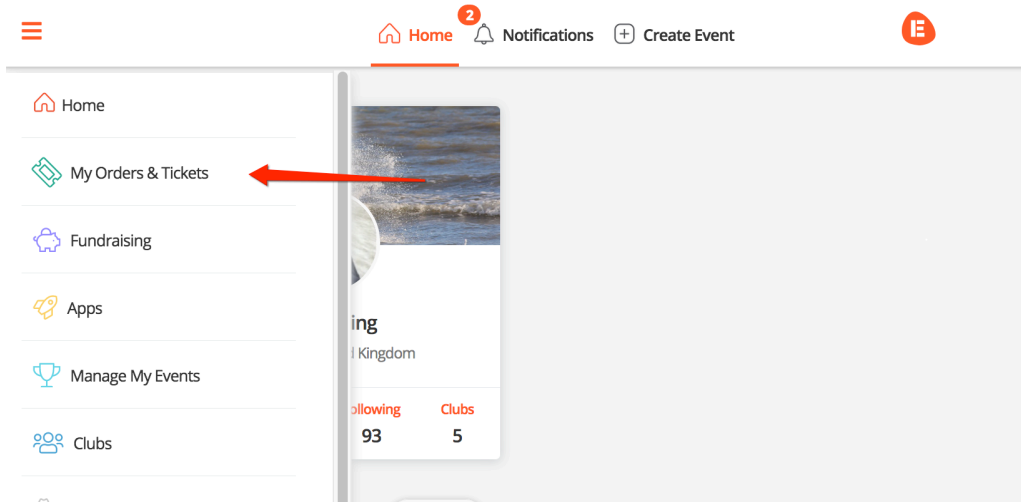 2
Home
Notifications
Create Event
E
Home
My Orders & Tickets
Fundraising
Apps
Manage My Events
Clubs
ing
Kingdom
ollowing
Clubs
93
5